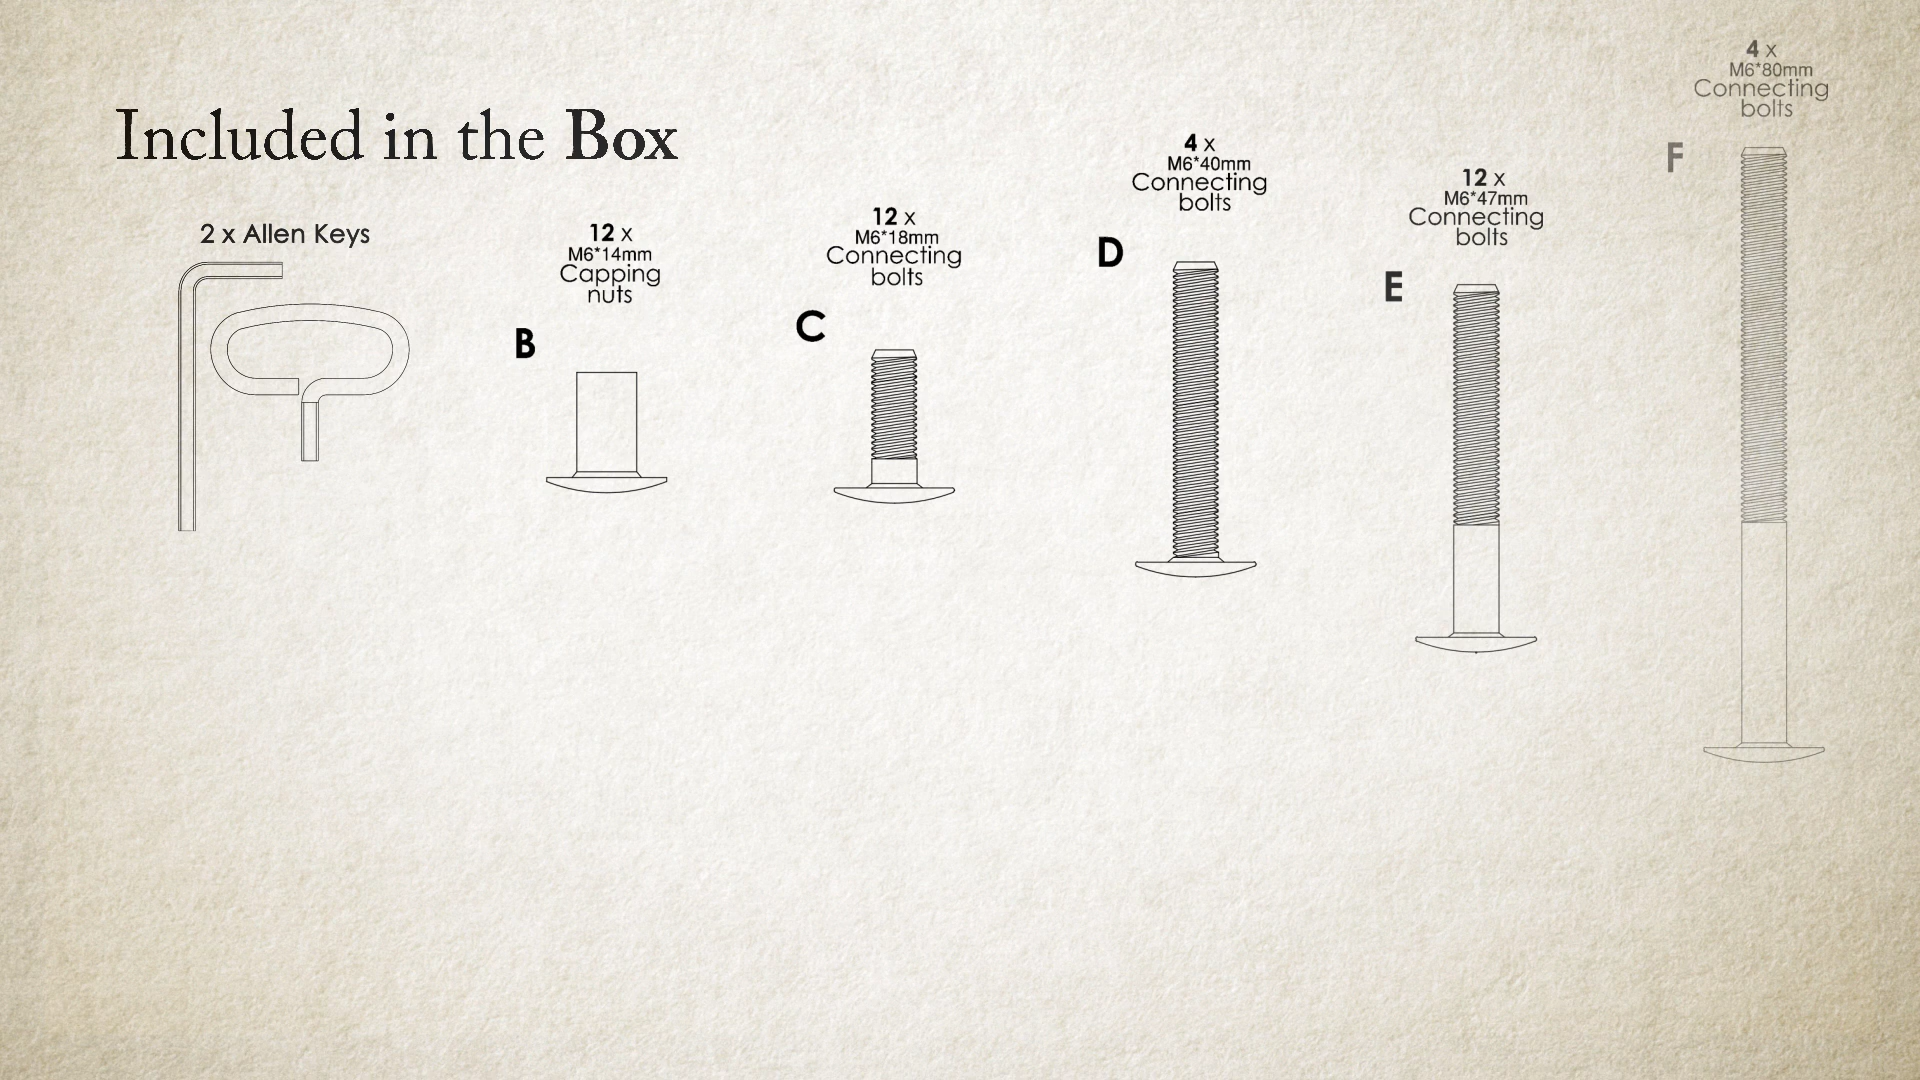 Included in the Box
2 x Allen Keys
12 x
M6*14mm
Capping
nuts
B
12 x
M6*18mm
Connecting
bolts
C
4 x
M6*40mm
Connecting
bolts
D
12 x
M6*47mm
Connecting
bolts
E
4 x
M6*80mm
Connecting
bolts
F